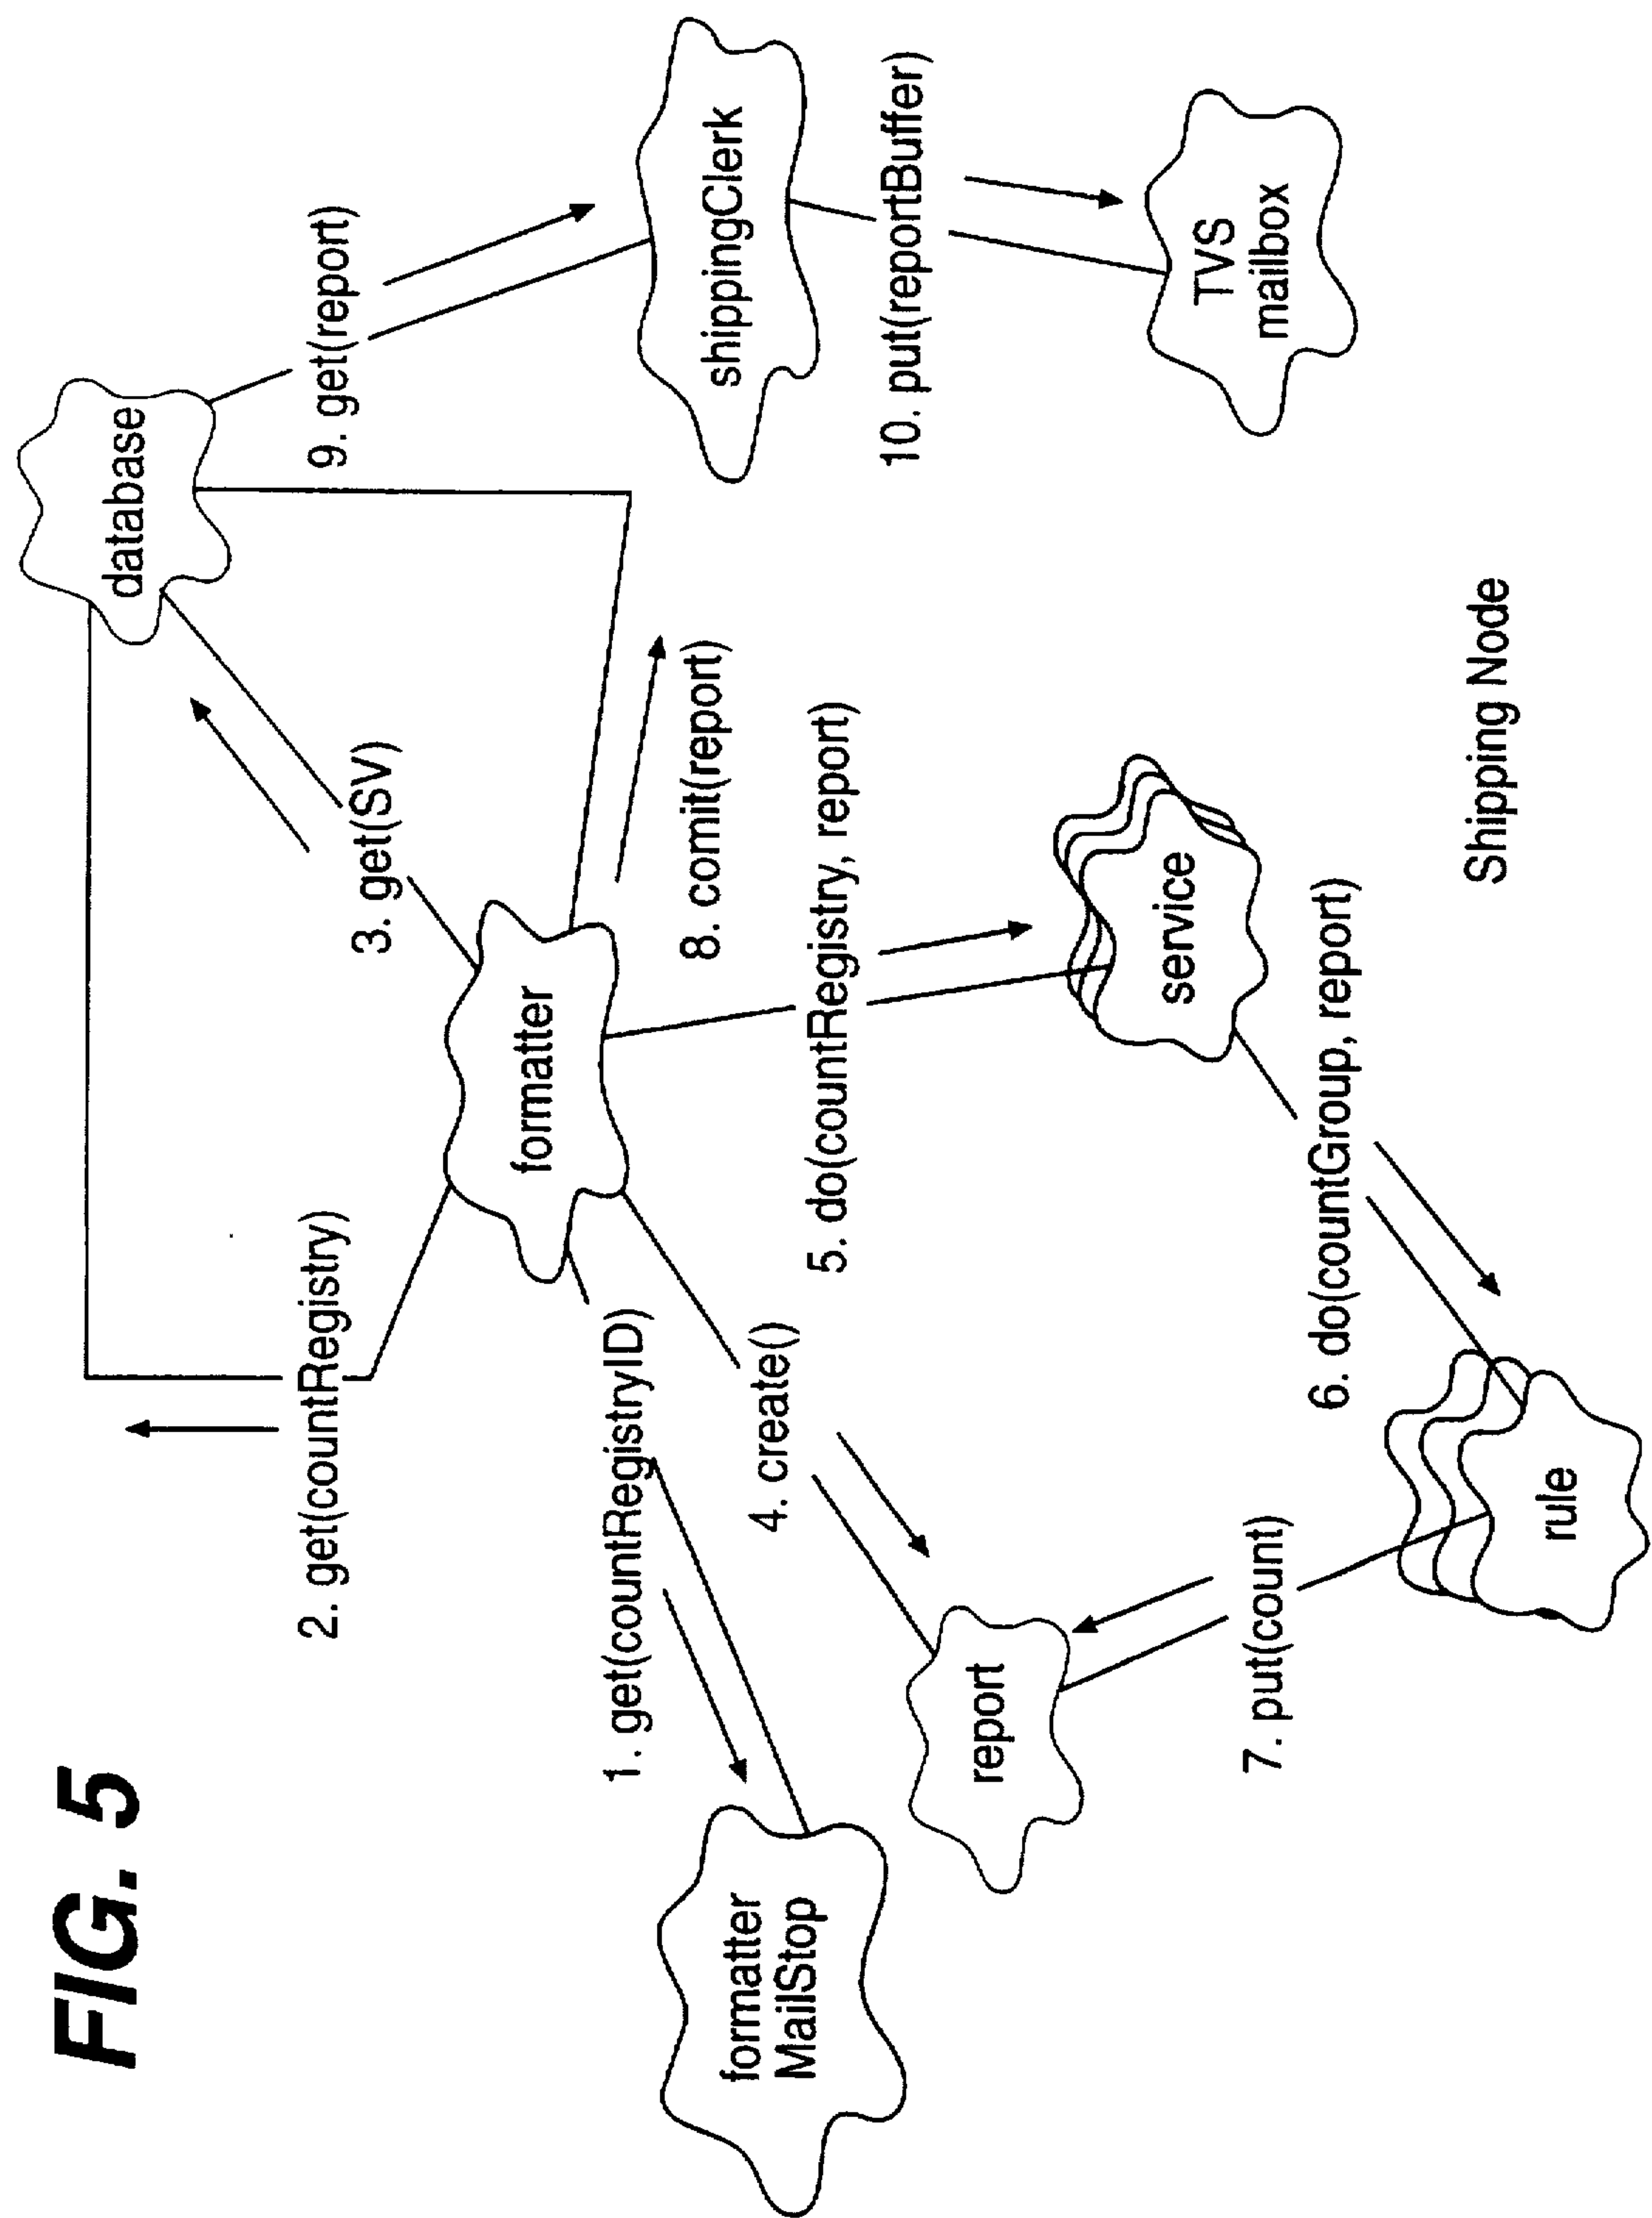 FIG. 5
2. get(countRegistry)
3. get(SV)
database
9. get(report)
1. get(countRegistryID)
formatter
8. comit(report)
shippingClerk
formatter
MailStop
4. create()
5. do(countRegistry, report)
10. put(reportBuffer)
report
service
TVS
mailbox
7. put(count)
6. do(countGroup, report)
rule
Shipping Node